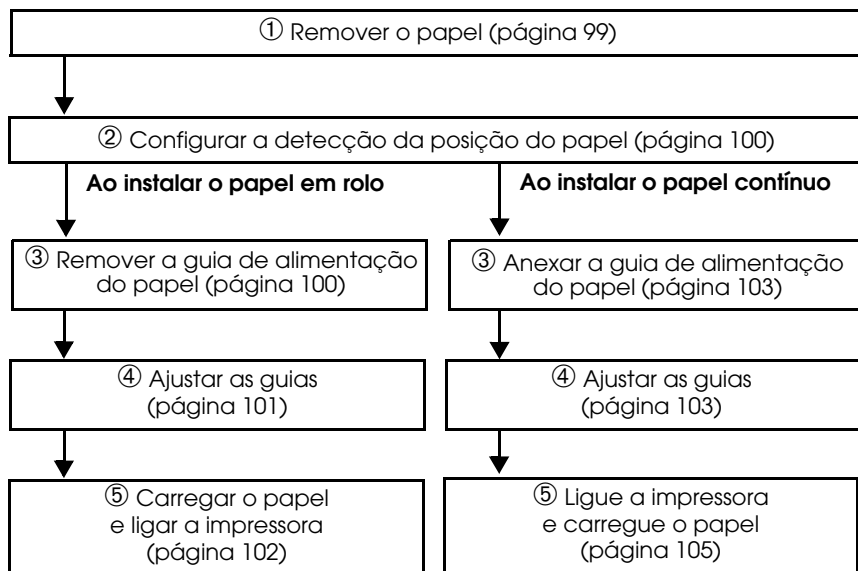 ① Remover o papel (página 99)
② Configurar a detecção da posição do papel (página 100)
Ao instalar o papel em rolo
Ao instalar o papel contínuo
③ Remover a guia de alimentação
do papel (página 100)
③ Anexar a guia de alimentação
do papel (página 103)
④ Ajustar as guias
(página 101)
④ Ajustar as guias
(página 103)
⑤ Carregar o papel
e ligar a impressora
(página 102)
⑤ Ligue a impressora
e carregue o papel
(página 105)